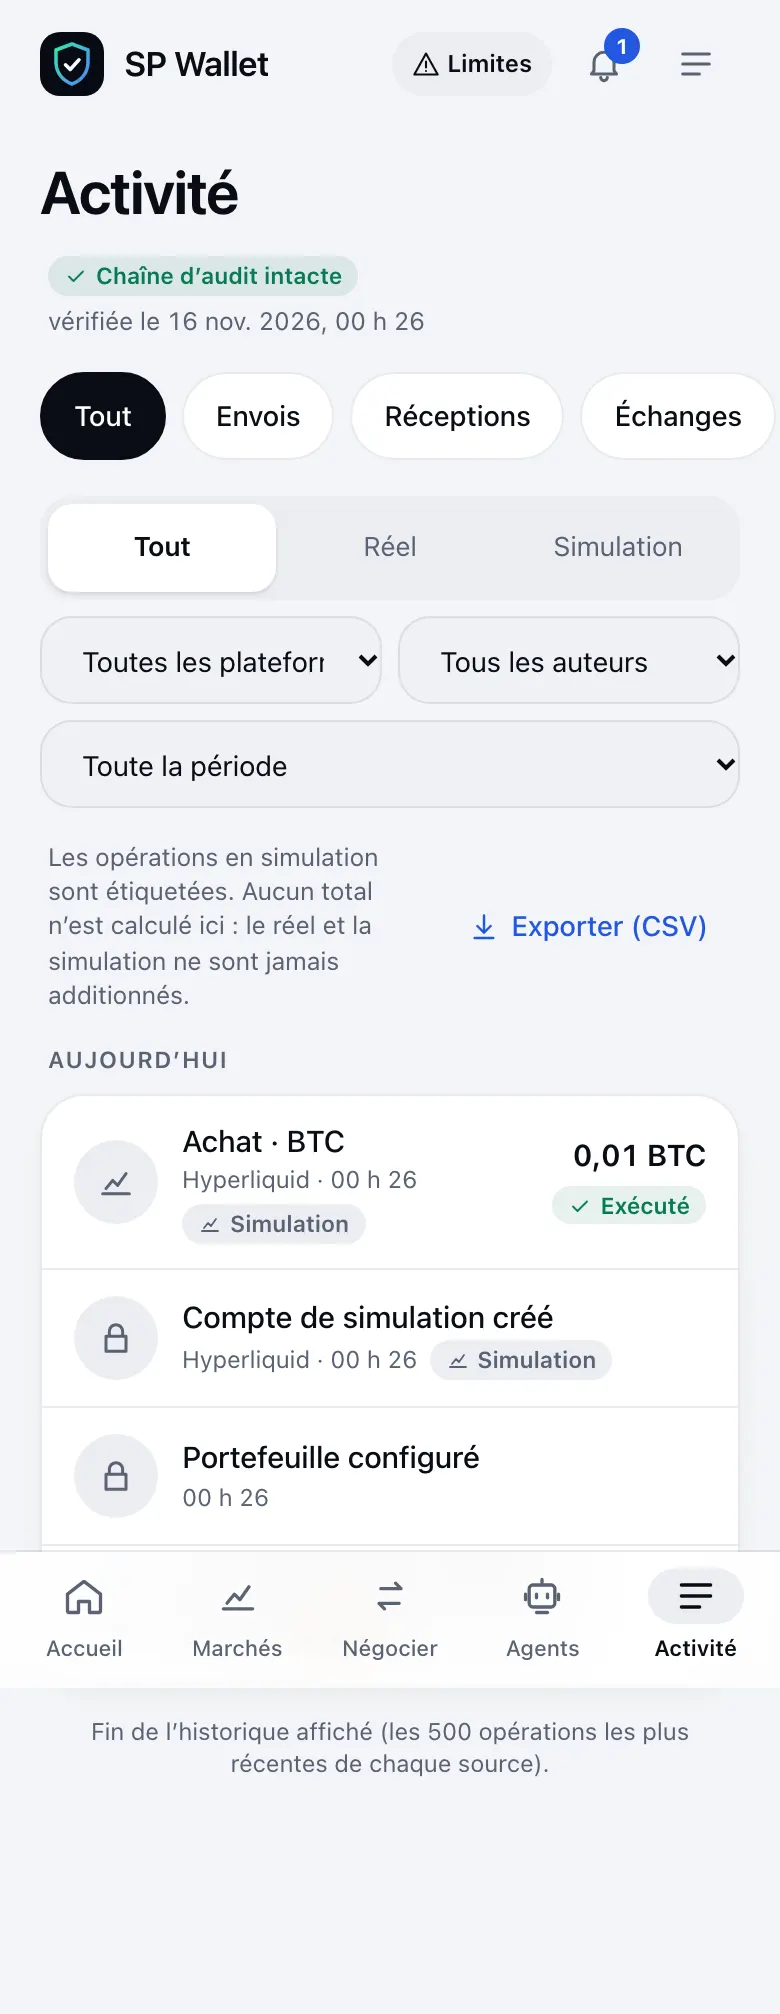 SP Wallet
Limites
1
Activité
Chaîne d’audit intacte
vérifiée le 16 nov. 2026, 00 h 26
Tout
Envois
Réceptions
Échanges
Tout
Réel
Simulation
Toutes les platefor
Tous les auteurs
Toute la période
Les opérations en simulation
sont étiquetées. Aucun total
n’est calculé ici : le réel et la
simulation ne sont jamais
additionnés.
Exporter (CSV)
AUJOURD’HUI
Achat · BTC
Hyperliquid · 00 h 26
Simulation
0,01 BTC
Exécuté
Compte de simulation créé
Hyperliquid · 00 h 26
Simulation
Portefeuille configuré
00 h 26
Accueil
Marchés
Négocier
Agents
Activité
Fin de l’historique affiché (les 500 opérations les plus
récentes de chaque source).